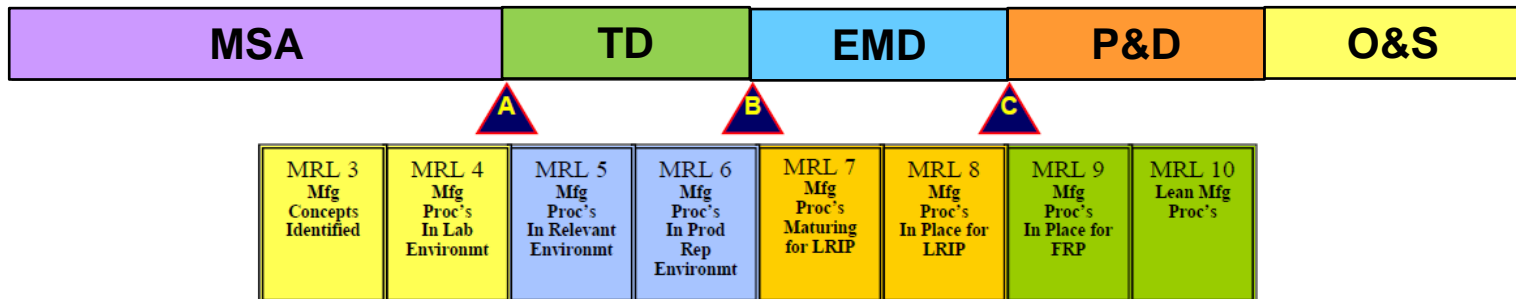 MSA TD EMD P&D O&S
A B C
MRL 3
Mfg
Concepts
Identified
MRL 4
Mfg
Proc's
In Lab
Environmt
MRL 5
Mfg
Proc's
In Relevant
Environmt
MRL 6
Mfg
Proc's
In Prod
Rep
Environmt
MRL 7
Mfg
Proc's
Maturing
for LRIP
MRL 8
Mfg
Proc's
In Place for
LRIP
MRL 9
Mfg
Proc's
In Place for
FRP
MRL 10
Lean Mfg
Proc's